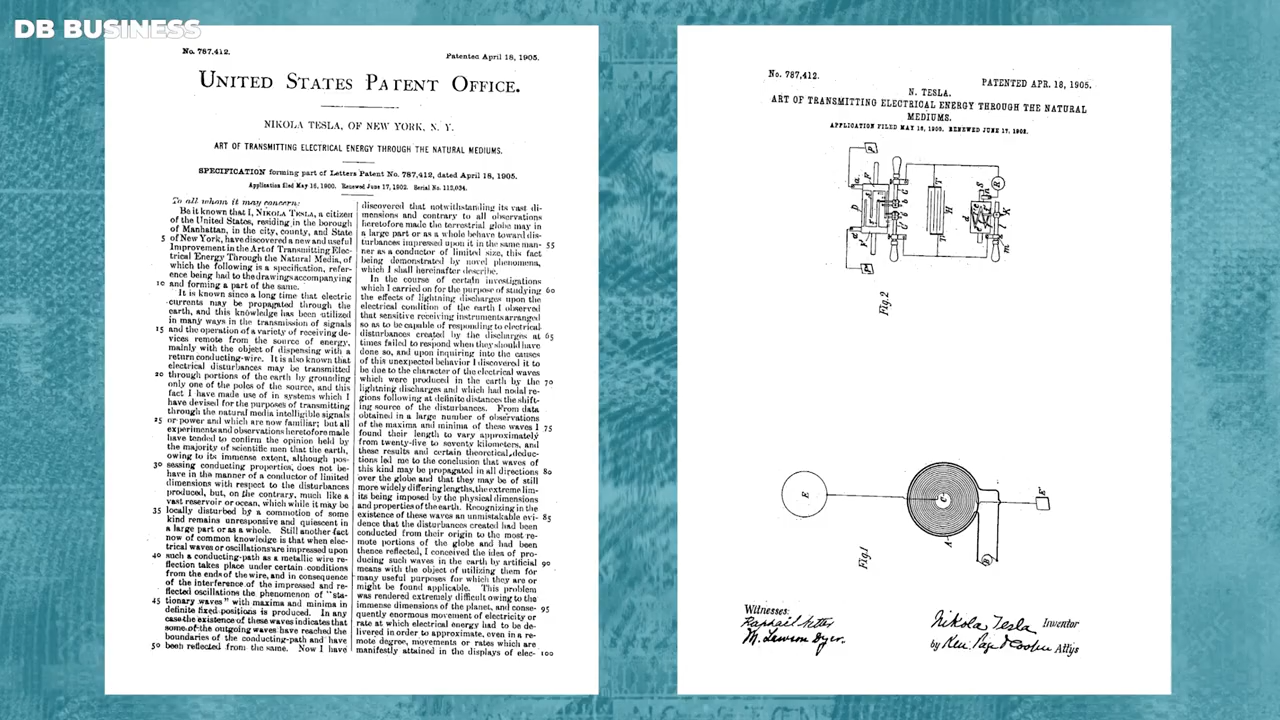 DB BUSINESS
No. 787,412.
Patented April 18, 1905.
UNITED STATES PATENT OFFICE.
NIKOLA TESLA, OF NEW YORK, N. Y.
ART OF TRANSMITTING ELECTRICAL ENERGY THROUGH THE NATURAL MEDIUMS.
SPECIFICATION forming part of Letters Patent No. 787,412, dated April 18, 1905.
Application filed May 16, 1900. Renewed June 17, 1902. Serial No. 113,034.
To all whom it may concern:
Be it known that I, NIKOLA TESLA, a citizen
of the United States, residing in the borough
of Manhattan, in the city, county, and State
5 of New York, have discovered a new and useful
Improvement in the Art of Transmitting Elec-
trical Energy Through the Natural Media, of
which the following is a specification, refer-
ence being had to the drawings accompanying
10 and forming a part of the same.
It is known since a long time that electric
currents may be propagated through the
earth, and this knowledge has been utilized
in many ways in the transmission of signals
15 and the operation of a variety of receiving de-
vices remote from the source of energy,
mainly with the object of dispensing with a
return conducting-wire. It is also known that
electrical disturbances may be transmitted
20 through portions of the earth by grounding
only one of the poles of the source, and this
fact I have made use of in systems which I
have devised for the purposes of transmitting
through the natural media intelligible signals
25 or power and which are now familiar; but all
experiments and observations heretofore made
have tended to confirm the opinion held by
the majority of scientific men that the earth,
owing to its immense extent, although pos-
30 sessing conducting properties, does not be-
have in the manner of a conductor of limited
dimensions with respect to the disturbances
produced, but, on the contrary, much like a
vast reservoir or ocean, which while it may be
35 locally disturbed by a commotion of some
kind remains unresponsive and quiescent in
a large part or as a whole. Still another fact
now of common knowledge is that when elec-
trical waves or oscillations are impressed upon
40 such a conducting-path as a metallic wire re-
flection takes place under certain conditions
from the ends of the wire, and in consequence
of the interference of the impressed and re-
flected oscillations the phenomenon of "sta-
45 tionary waves" with maxima and minima in
definite fixed positions is produced. In any
case the existence of these waves indicates that
some of the outgoing waves have reached the
boundaries of the conducting-path and have
50 been reflected from the same. Now I have
discovered that notwithstanding its vast di-
mensions and contrary to all observations
heretofore made the terrestrial globe may in
a large part or as a whole behave toward dis-
turbances impressed upon it in the same man- 55
ner as a conductor of limited size, this fact
being demonstrated by novel phenomena,
which I shall hereinafter describe.
In the course of certain investigations
which I carried on for the purpose of studying 60
the effects of lightning discharges upon the
electrical condition of the earth I observed
that sensitive receiving instruments arranged
so as to be capable of responding to electrical
disturbances created by the discharges at 65
times failed to respond when they should have
done so, and upon inquiring into the causes
of this unexpected behavior I discovered it to
be due to the character of the electrical waves
which were produced in the earth by the 70
lightning discharges and which had nodal re-
gions following at definite distances the shift-
ing source of the disturbances. From data
obtained in a large number of observations
of the maxima and minima of these waves I 75
found their length to vary approximately
from twenty-five to seventy kilometers, and
these results and certain theoretical deduc-
tions led me to the conclusion that waves of
this kind may be propagated in all directions 80
over the globe and that they may be of still
more widely differing lengths, the extreme lim-
its being imposed by the physical dimensions
and properties of the earth. Recognizing in the
existence of these waves an unmistakable evi- 85
dence that the disturbances created had been
conducted from their origin to the most re-
mote portions of the globe and had been
thence reflected, I conceived the idea of pro-
ducing such waves in the earth by artificial 90
means with the object of utilizing them for
many useful purposes for which they are or
might be found applicable. This problem
was rendered extremely difficult owing to the
immense dimensions of the planet, and conse- 95
quently enormous movement of electricity or
rate at which electrical energy had to be de-
livered in order to approximate, even in a re-
mote degree, movements or rates which are
manifestly attained in the displays of elec- 100
No. 787,412.
PATENTED APR. 18, 1905.
N. TESLA.
ART OF TRANSMITTING ELECTRICAL ENERGY THROUGH THE NATURAL
MEDIUMS.
APPLICATION FILED MAY 16, 1900. RENEWED JUNE 17, 1902.
Fig. 2
E
C
E'
A
D
Fig. 1
Witnesses:
M. Lawson Dyer.
Nikola Tesla Inventor
by Kerr, Page & Cooper Attys